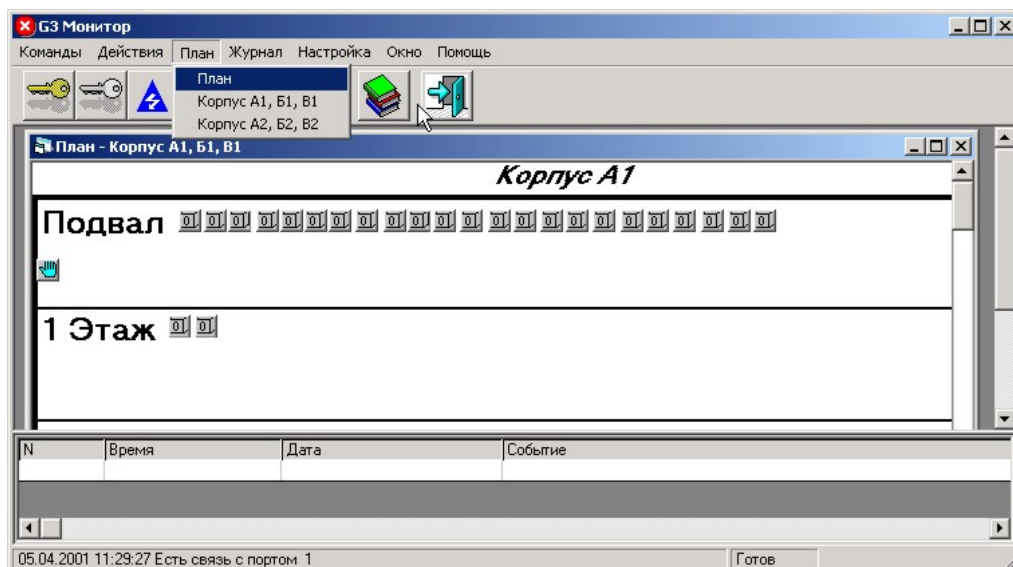 G3 Монитор
Команды Действия План Журнал Настройка Окно Помощь
План
Корпус А1, Б1, В1
Корпус А2, Б2, В2
План - Корпус А1, Б1, В1
Корпус А1
Подвал
1 Этаж
N Время Дата Событие
05.04.2001 11:29:27 Есть связь с портом 1 Готов